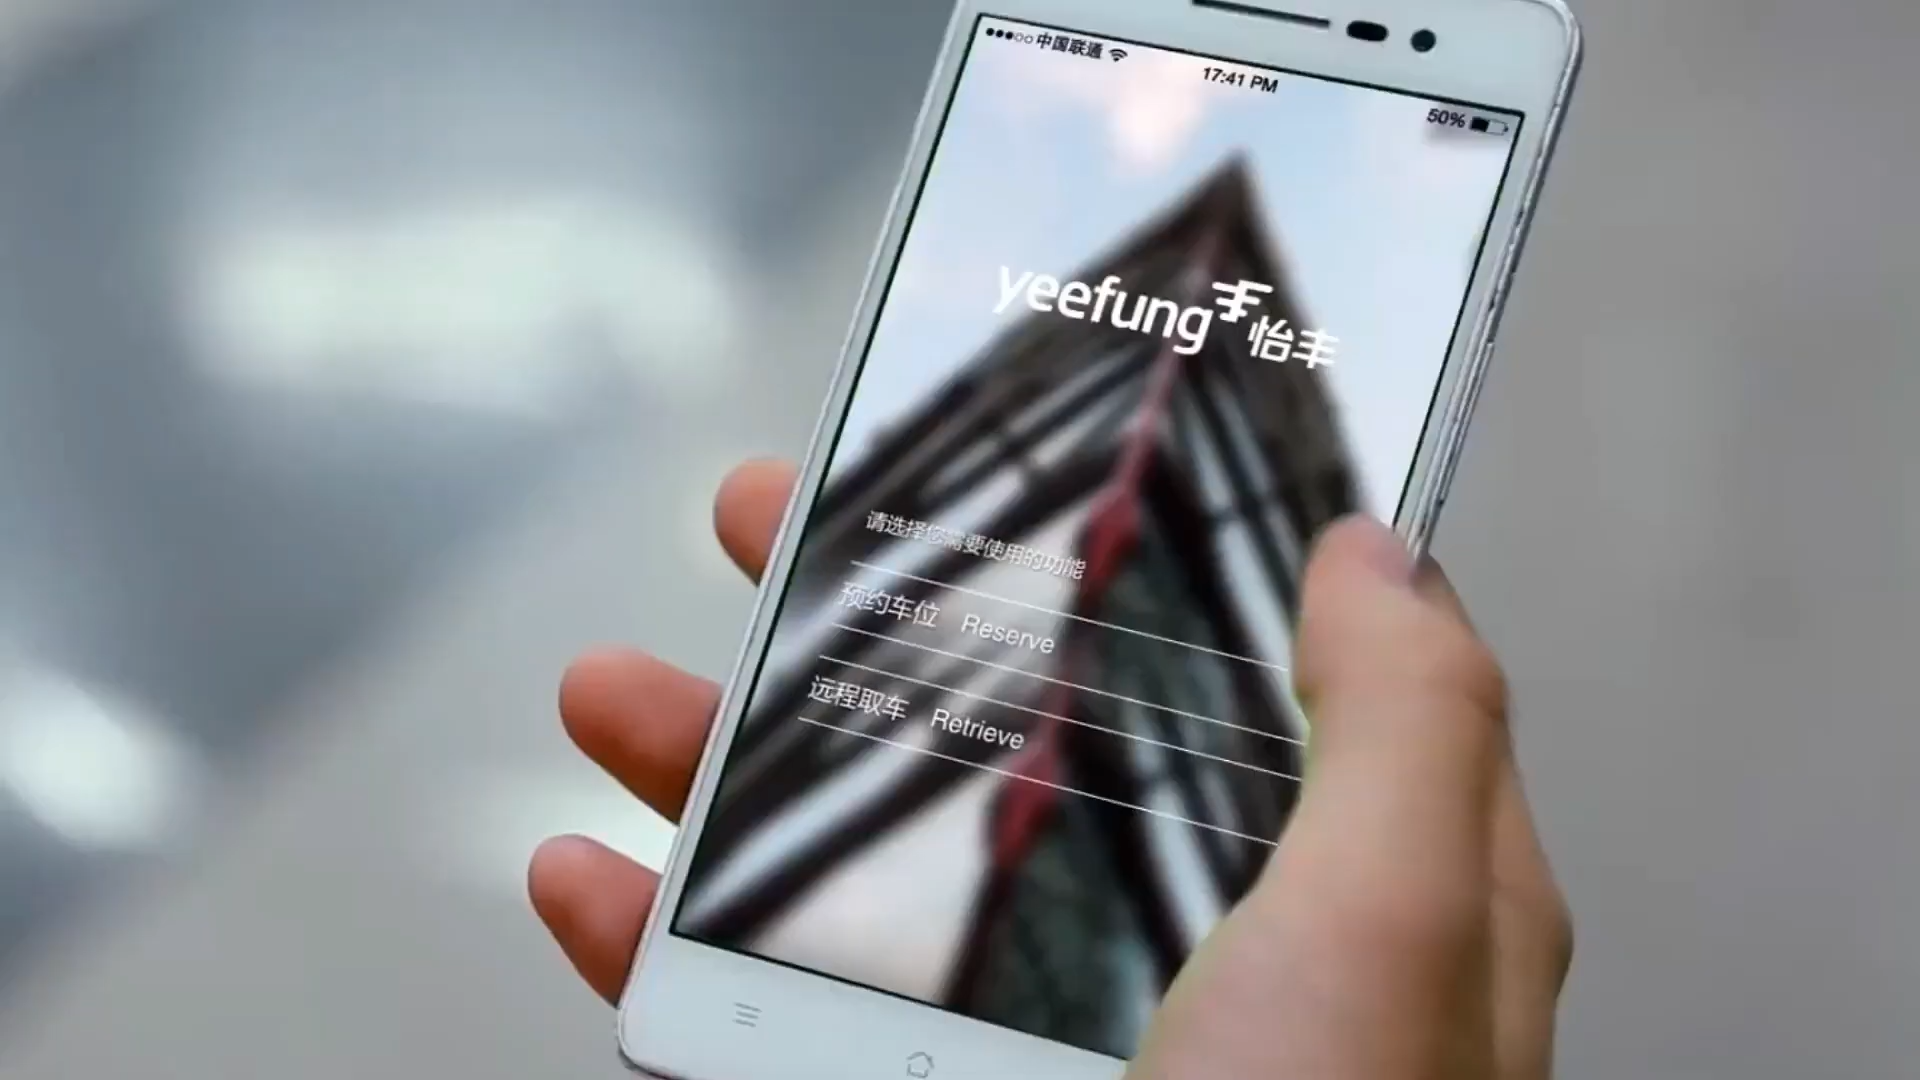 中国联通
17:41 PM
50%
yeefung 怡丰
请选择您需要使用的功能
预约车位 Reserve
远程取车 Retrieve